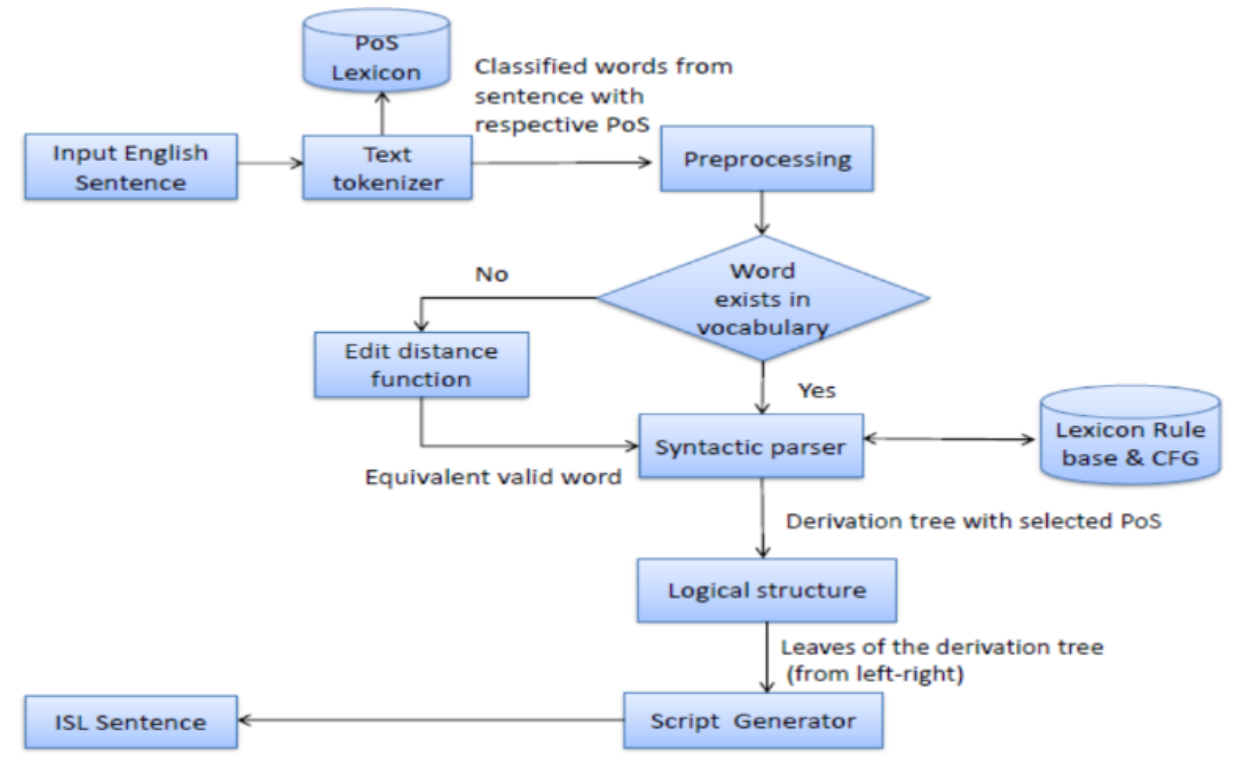 PoS
Lexicon
Classified words from
sentence with
respective PoS
Input English
Sentence
Text
tokenizer
Preprocessing
Word
exists in
vocabulary
No
Edit distance
function
Yes
Syntactic parser
Lexicon Rule
base & CFG
Equivalent valid word
Derivation tree with selected PoS
Logical structure
Leaves of the derivation tree
(from left-right)
Script Generator
ISL Sentence